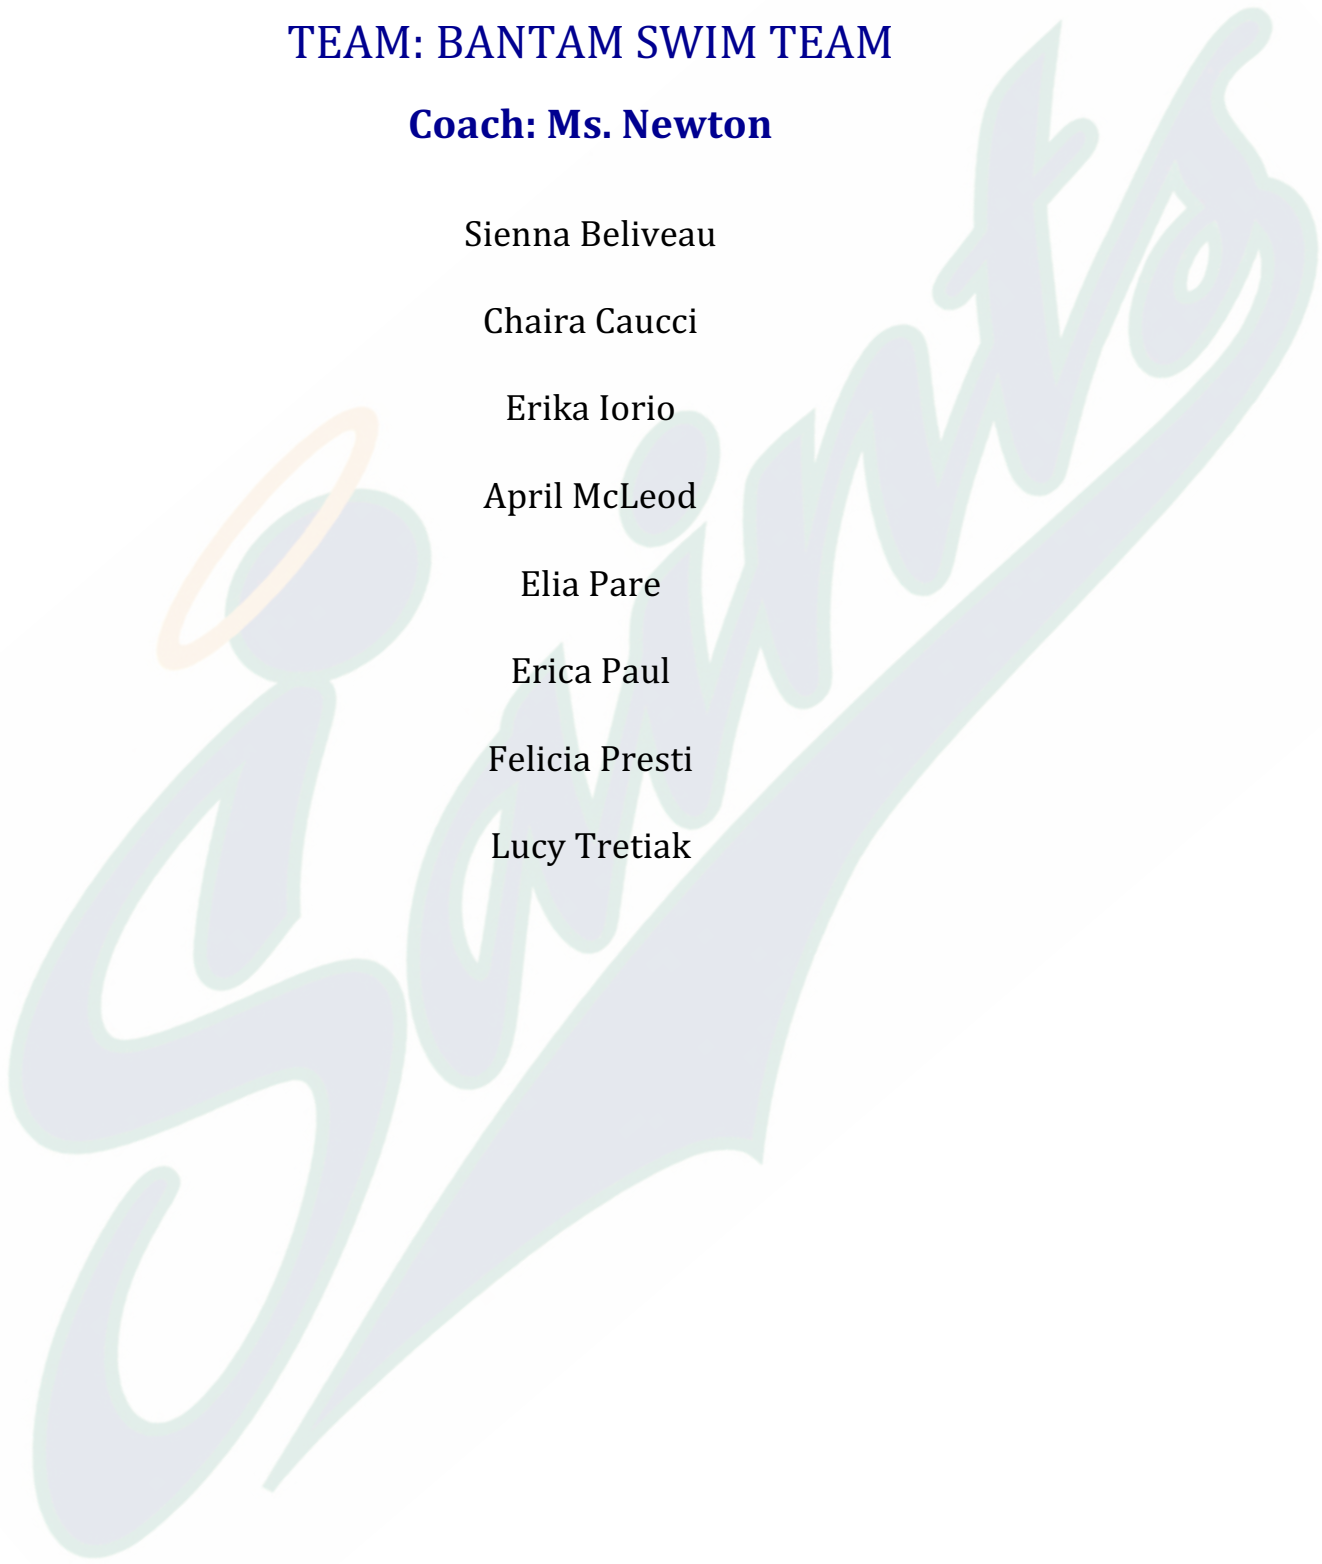 TEAM: BANTAM SWIM TEAM
Coach: Ms. Newton
Sienna Beliveau
Chaira Caucci
Erika Iorio
April McLeod
Elia Pare
Erica Paul
Felicia Presti
Lucy Tretiak
Saints